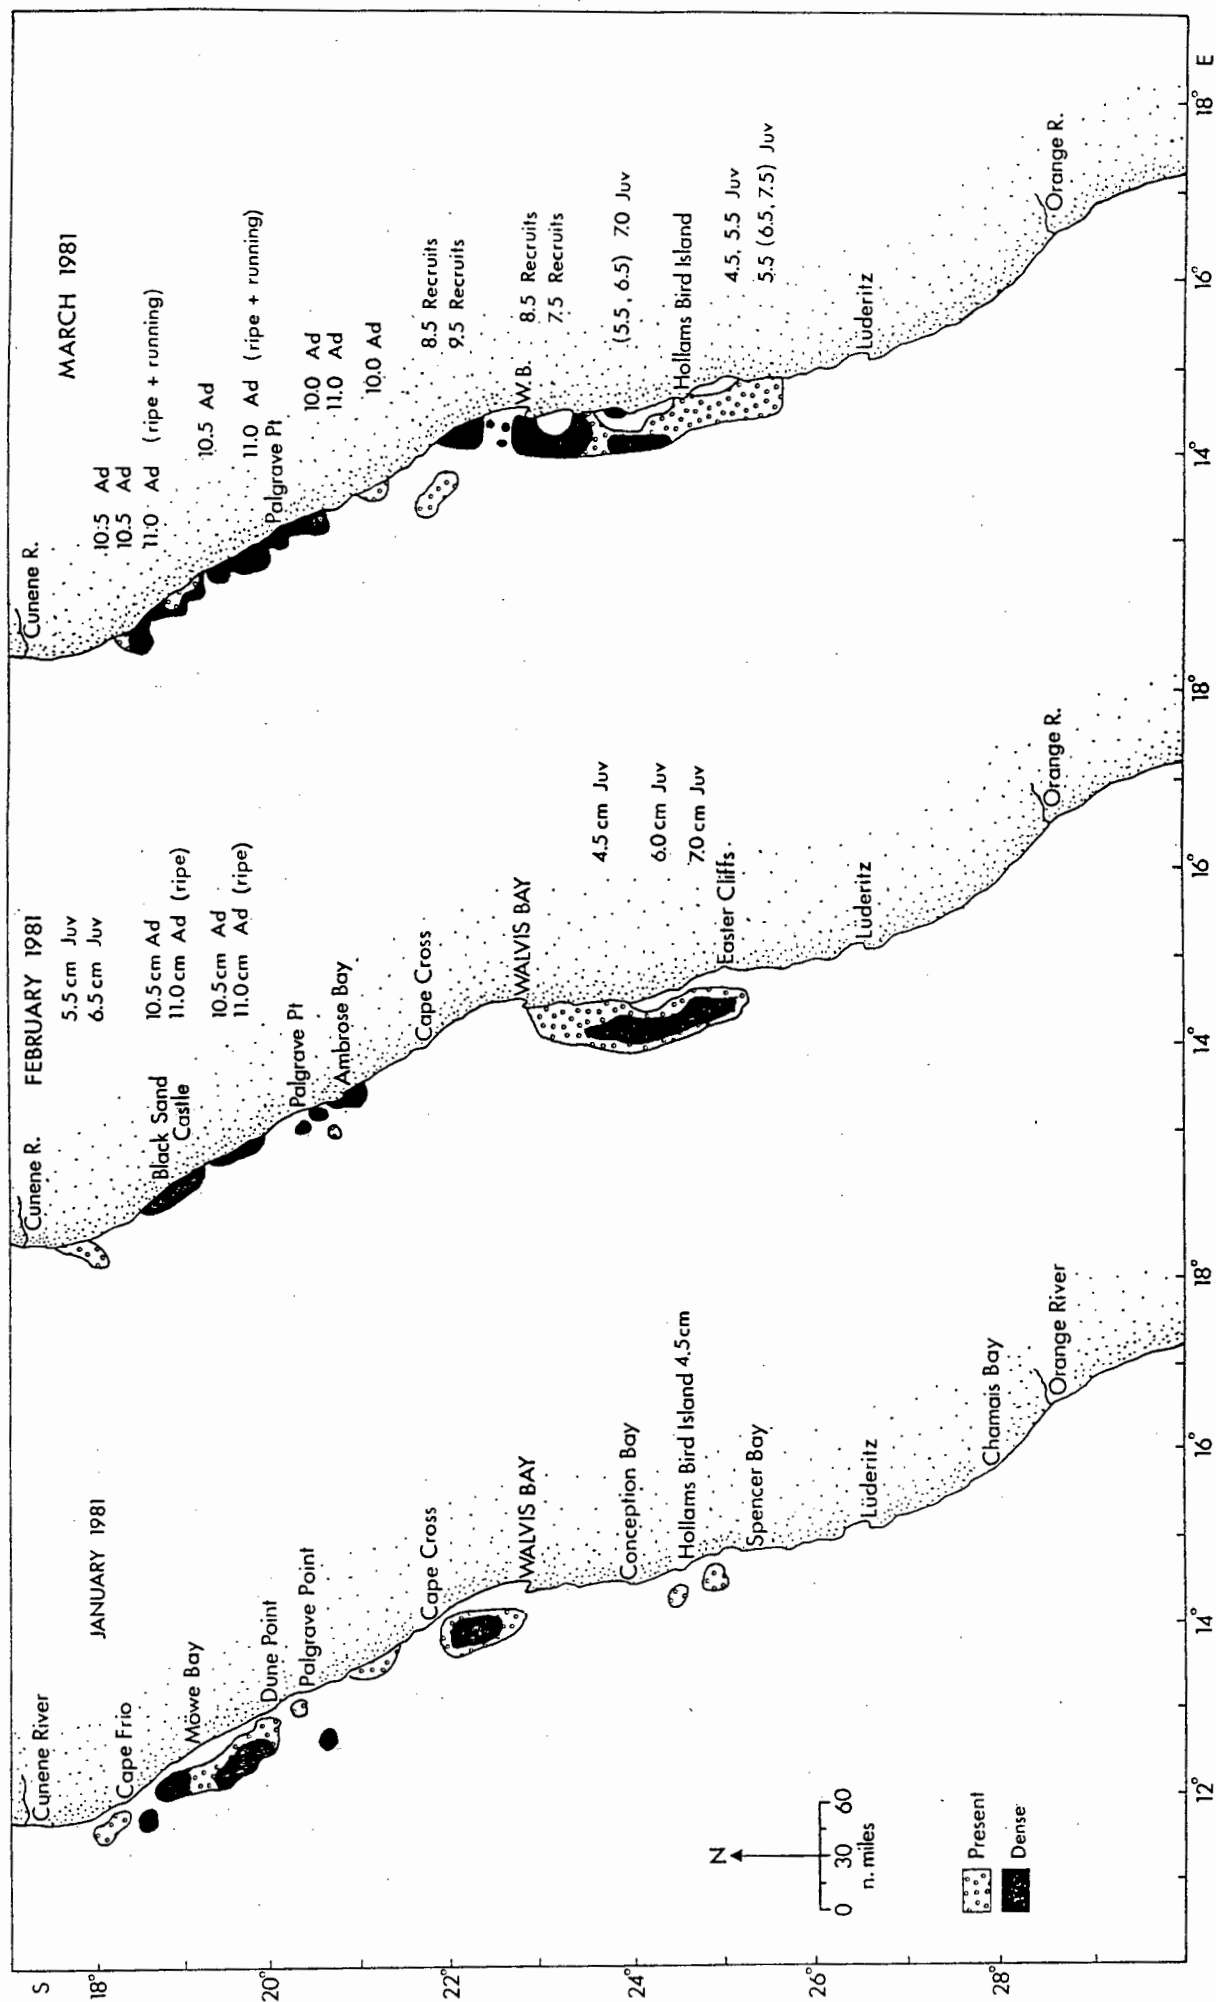 JANUARY 1981
Cunene River
Cape Frio
Möwe Bay
Dune Point
Palgrave Point
Cape Cross
WALVIS BAY
Conception Bay
Hollams Bird Island 4.5cm
Spencer Bay
Lüderitz
Chamais Bay
Orange River
FEBRUARY 1981
Cunene R.
5.5 cm Juv
6.5 cm Juv
10.5 cm Ad
11.0 cm Ad (ripe)
10.5 cm Ad
11.0 cm Ad (ripe)
Black Sand
Castle
Palgrave Pt
Ambrose Bay
Cape Cross
WALVIS BAY
4.5 cm Juv
6.0 cm Juv
7.0 cm Juv
Easter Cliffs
Lüderitz
Orange R.
MARCH 1981
Cunene R.
10.5 Ad
10.5 Ad
11.0 Ad (ripe + running)
10.5 Ad
11.0 Ad (ripe + running)
Palgrave Pt
10.0 Ad
11.0 Ad
10.0 Ad
8.5 Recruits
9.5 Recruits
W.B.
8.5 Recruits
7.5 Recruits
(5.5, 6.5) 7.0 Juv
Hollams Bird Island
4.5, 5.5 Juv
5.5 (6.5, 7.5) Juv
Lüderitz
Orange R.
S
18°
20°
22°
24°
26°
28°
12°
14°
16°
18°
14°
16°
18°
14°
16°
18°
E
N
0 30 60
n. miles
Present
Dense